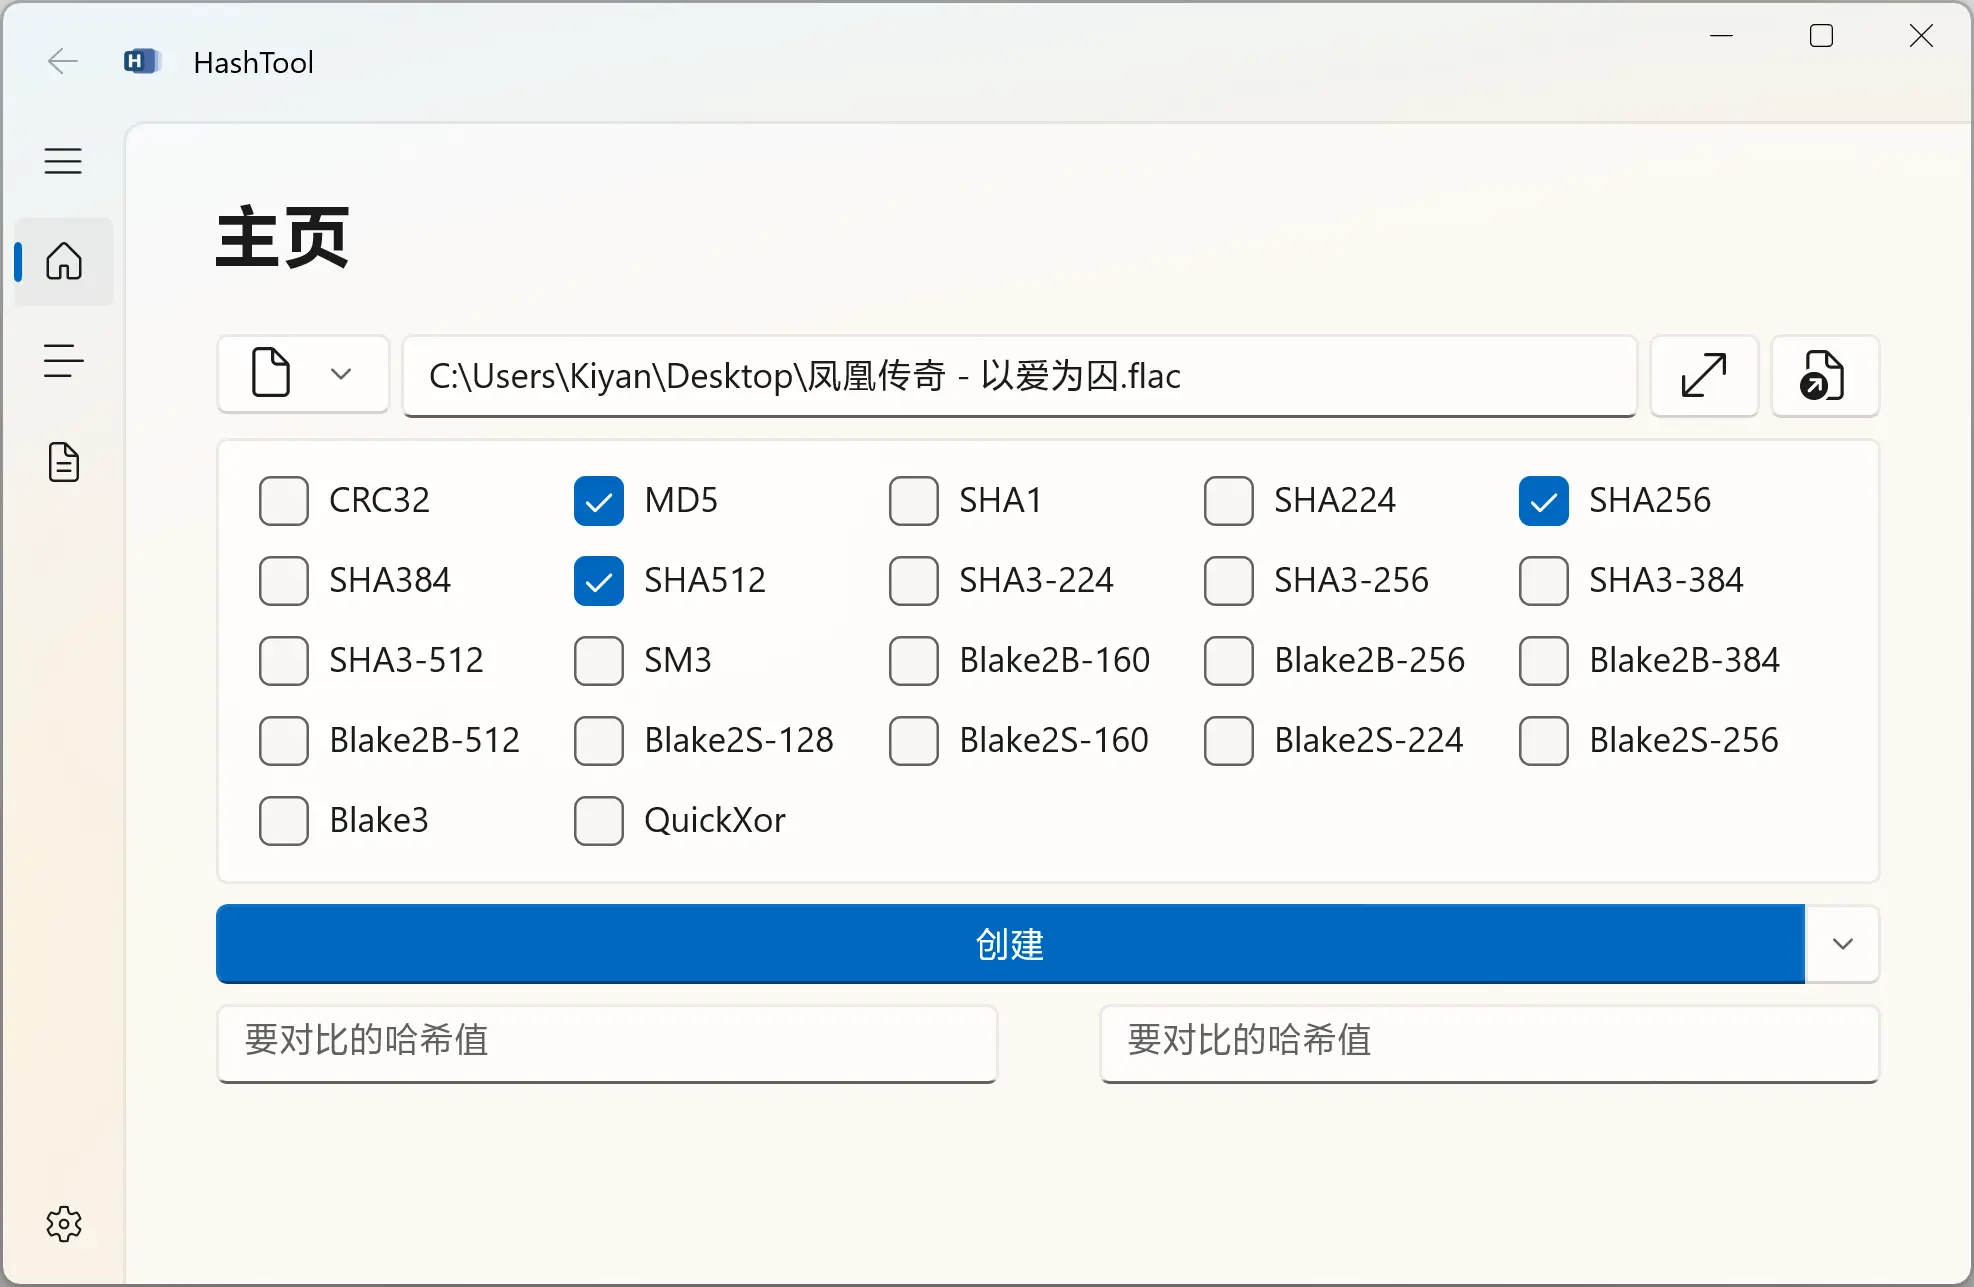 HashTool
主页
C:\Users\Kiyan\Desktop\凤凰传奇 - 以爱为囚.flac
CRC32 MD5 SHA1 SHA224 SHA256
SHA384 SHA512 SHA3-224 SHA3-256 SHA3-384
SHA3-512 SM3 Blake2B-160 Blake2B-256 Blake2B-384
Blake2B-512 Blake2S-128 Blake2S-160 Blake2S-224 Blake2S-256
Blake3 QuickXor
创建
要对比的哈希值 要对比的哈希值